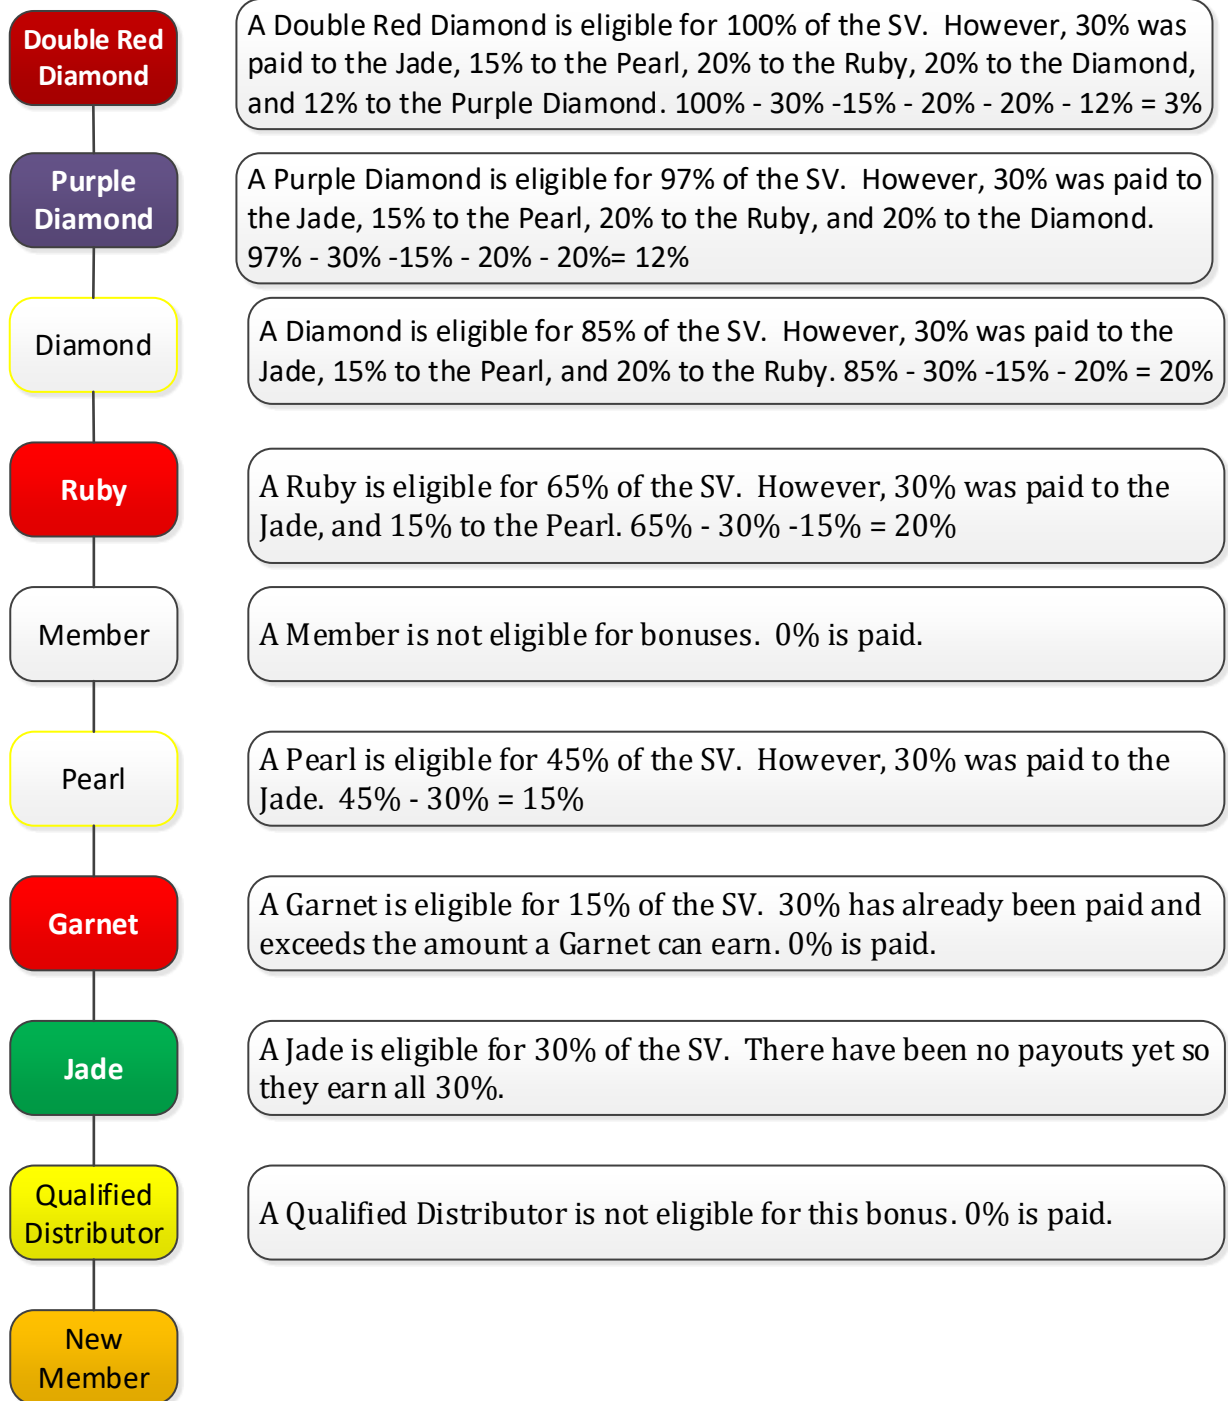 Double Red
Diamond
A Double Red Diamond is eligible for 100% of the SV.  However, 30% was
paid to the Jade, 15% to the Pearl, 20% to the Ruby, 20% to the Diamond,
and 12% to the Purple Diamond. 100% - 30% -15% - 20% - 20% - 12% = 3%
Purple
Diamond
A Purple Diamond is eligible for 97% of the SV.  However, 30% was paid to
the Jade, 15% to the Pearl, 20% to the Ruby, and 20% to the Diamond.
97% - 30% -15% - 20% - 20%= 12%
Diamond
A Diamond is eligible for 85% of the SV.  However, 30% was paid to the
Jade, 15% to the Pearl, and 20% to the Ruby. 85% - 30% -15% - 20% = 20%
Ruby
A Ruby is eligible for 65% of the SV.  However, 30% was paid to the
Jade, and 15% to the Pearl. 65% - 30% -15% = 20%
Member
A Member is not eligible for bonuses.  0% is paid.
Pearl
A Pearl is eligible for 45% of the SV.  However, 30% was paid to the
Jade.  45% - 30% = 15%
Garnet
A Garnet is eligible for 15% of the SV.  30% has already been paid and
exceeds the amount a Garnet can earn. 0% is paid.
Jade
A Jade is eligible for 30% of the SV.  There have been no payouts yet so
they earn all 30%.
Qualified
Distributor
A Qualified Distributor is not eligible for this bonus. 0% is paid.
New
Member